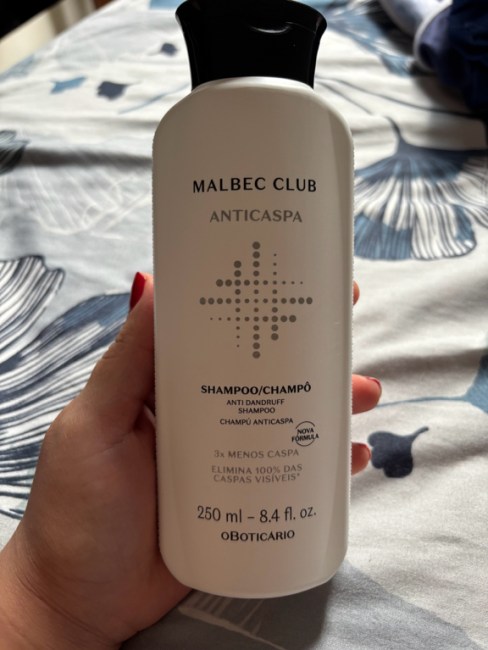 MALBEC CLUB
ANTICASPA
SHAMPOO/CHAMPÔ
ANTI DANDRUFF
SHAMPOO
CHAMPÚ ANTICASPA
NOVA
FÓRMULA
3x MENOS CASPA
ELIMINA 100% DAS
CASPAS VISÍVEIS*
250 ml – 8.4 fl. oz.
OBOTICÁRIO